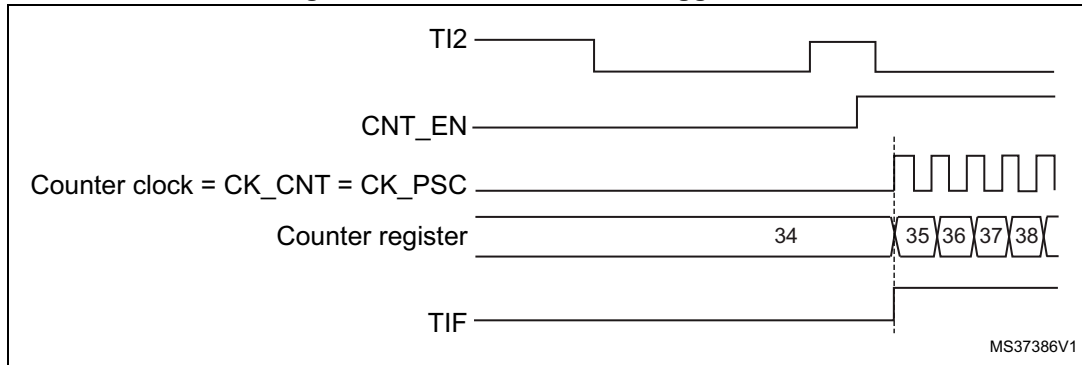 TI2
CNT_EN
Counter clock = CK_CNT = CK_PSC
Counter register 34 35 36 37 38
TIF
MS37386V1